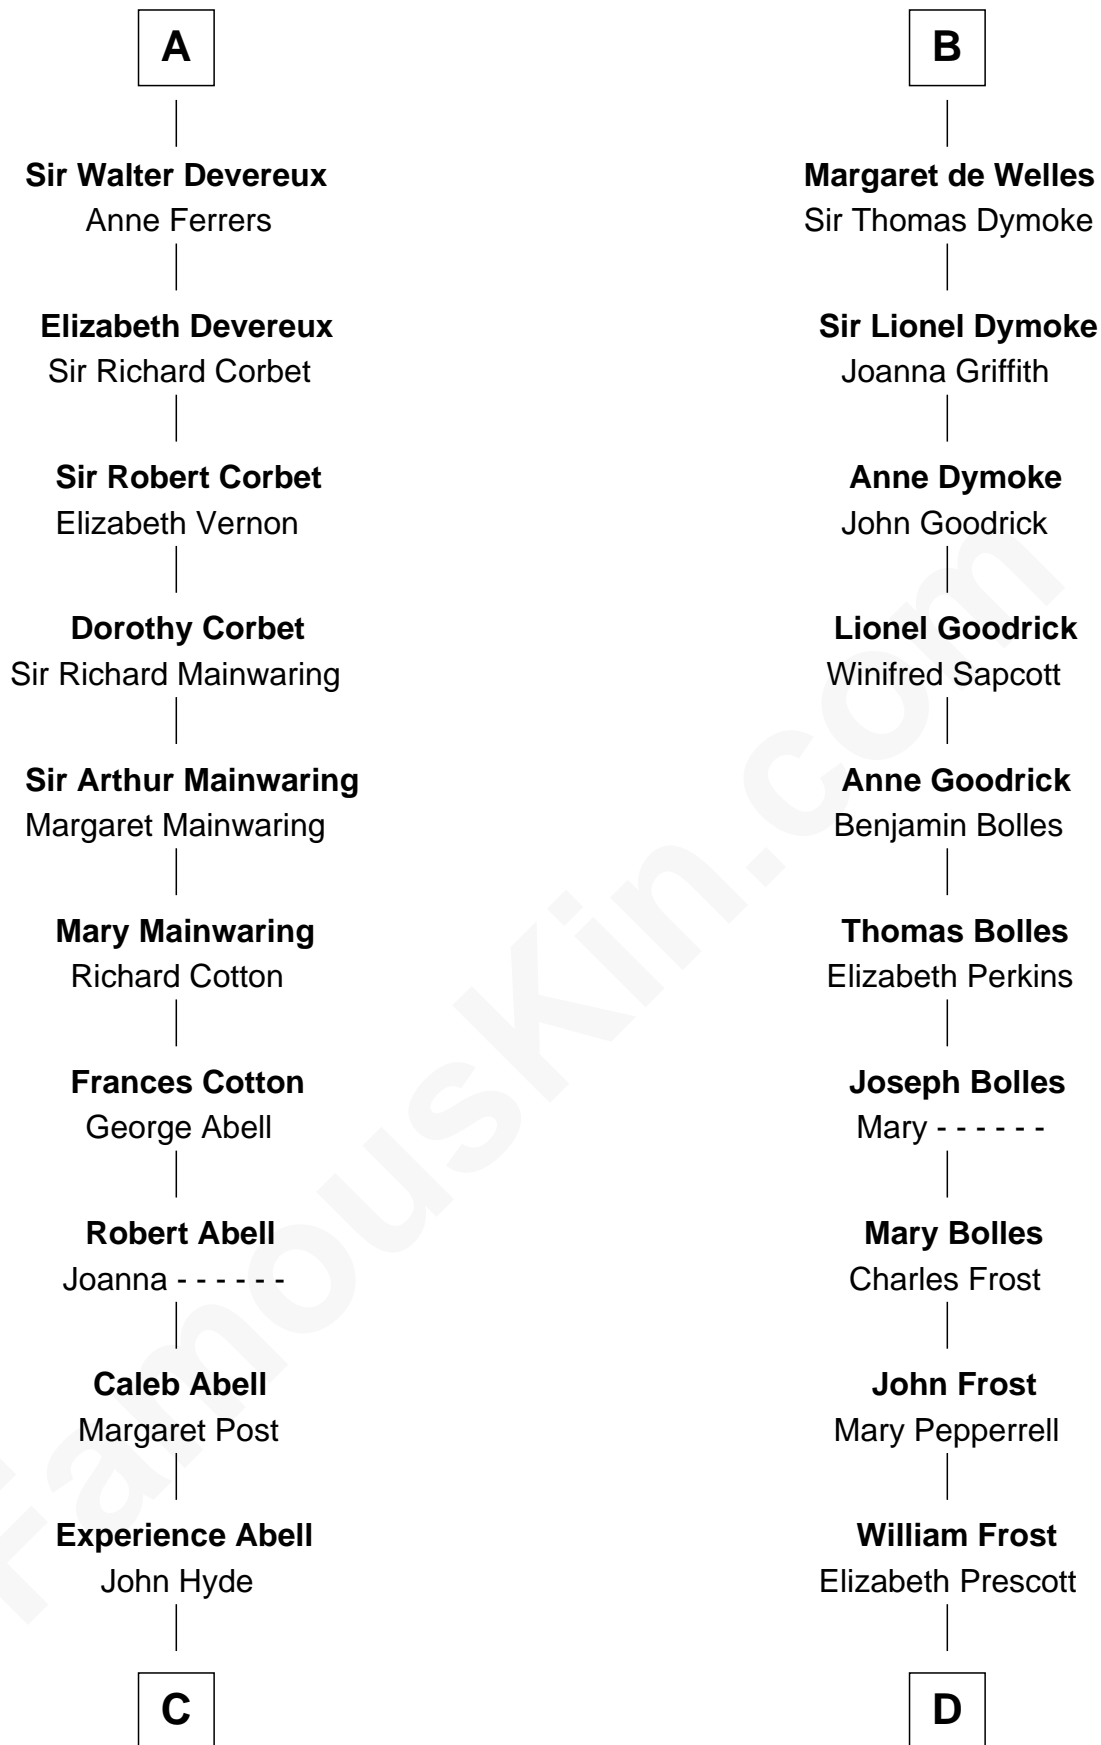 A
Sir Walter Devereux
Anne Ferrers
Elizabeth Devereux
Sir Richard Corbet
Sir Robert Corbet
Elizabeth Vernon
Dorothy Corbet
Sir Richard Mainwaring
Sir Arthur Mainwaring
Margaret Mainwaring
Mary Mainwaring
Richard Cotton
Frances Cotton
George Abell
Robert Abell
Joanna - - - - - -
Caleb Abell
Margaret Post
Experience Abell
John Hyde
C
B
Margaret de Welles
Sir Thomas Dymoke
Sir Lionel Dymoke
Joanna Griffith
Anne Dymoke
John Goodrick
Lionel Goodrick
Winifred Sapcott
Anne Goodrick
Benjamin Bolles
Thomas Bolles
Elizabeth Perkins
Joseph Bolles
Mary - - - - - -
Mary Bolles
Charles Frost
John Frost
Mary Pepperrell
William Frost
Elizabeth Prescott
D
FamousKin.com